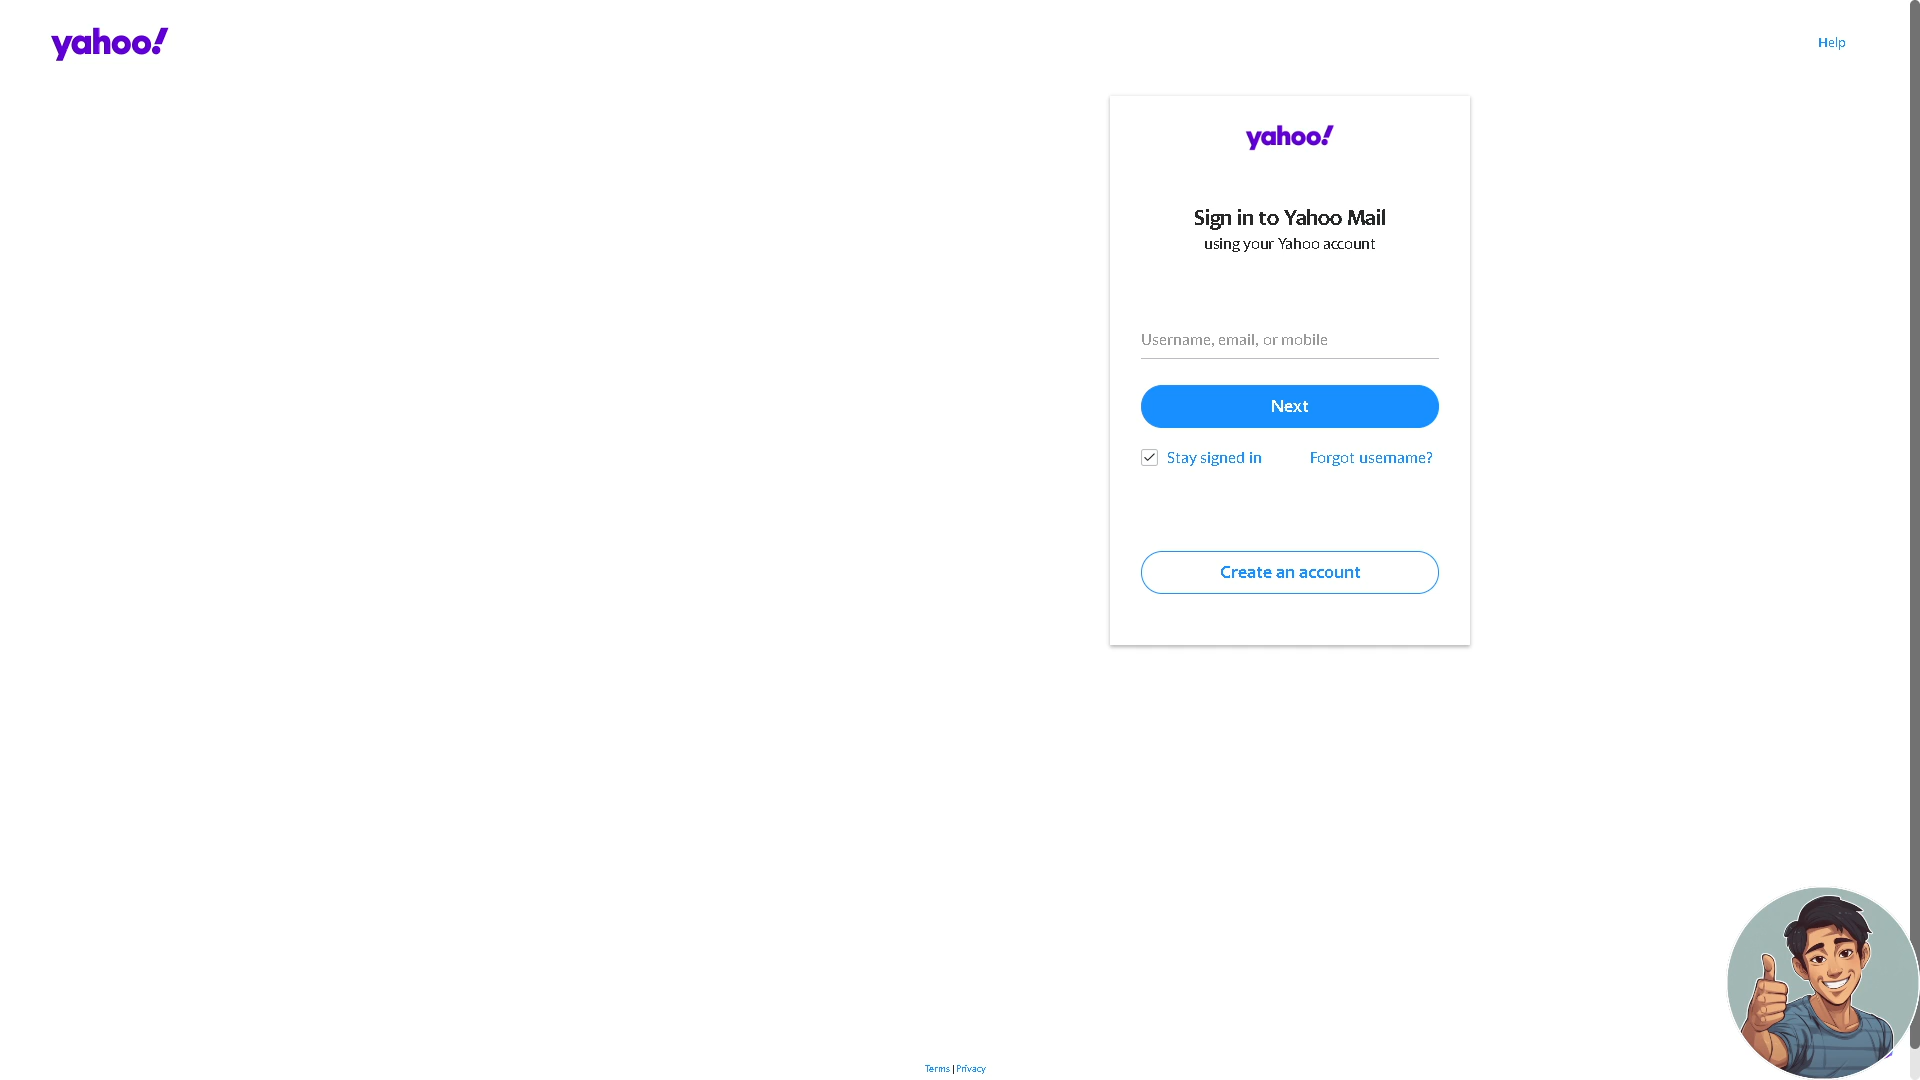 yahoo!
Help
yahoo!
Sign in to Yahoo Mail
using your Yahoo account
Username, email, or mobile
Next
Stay signed in
Forgot username?
Create an account
Terms | Privacy